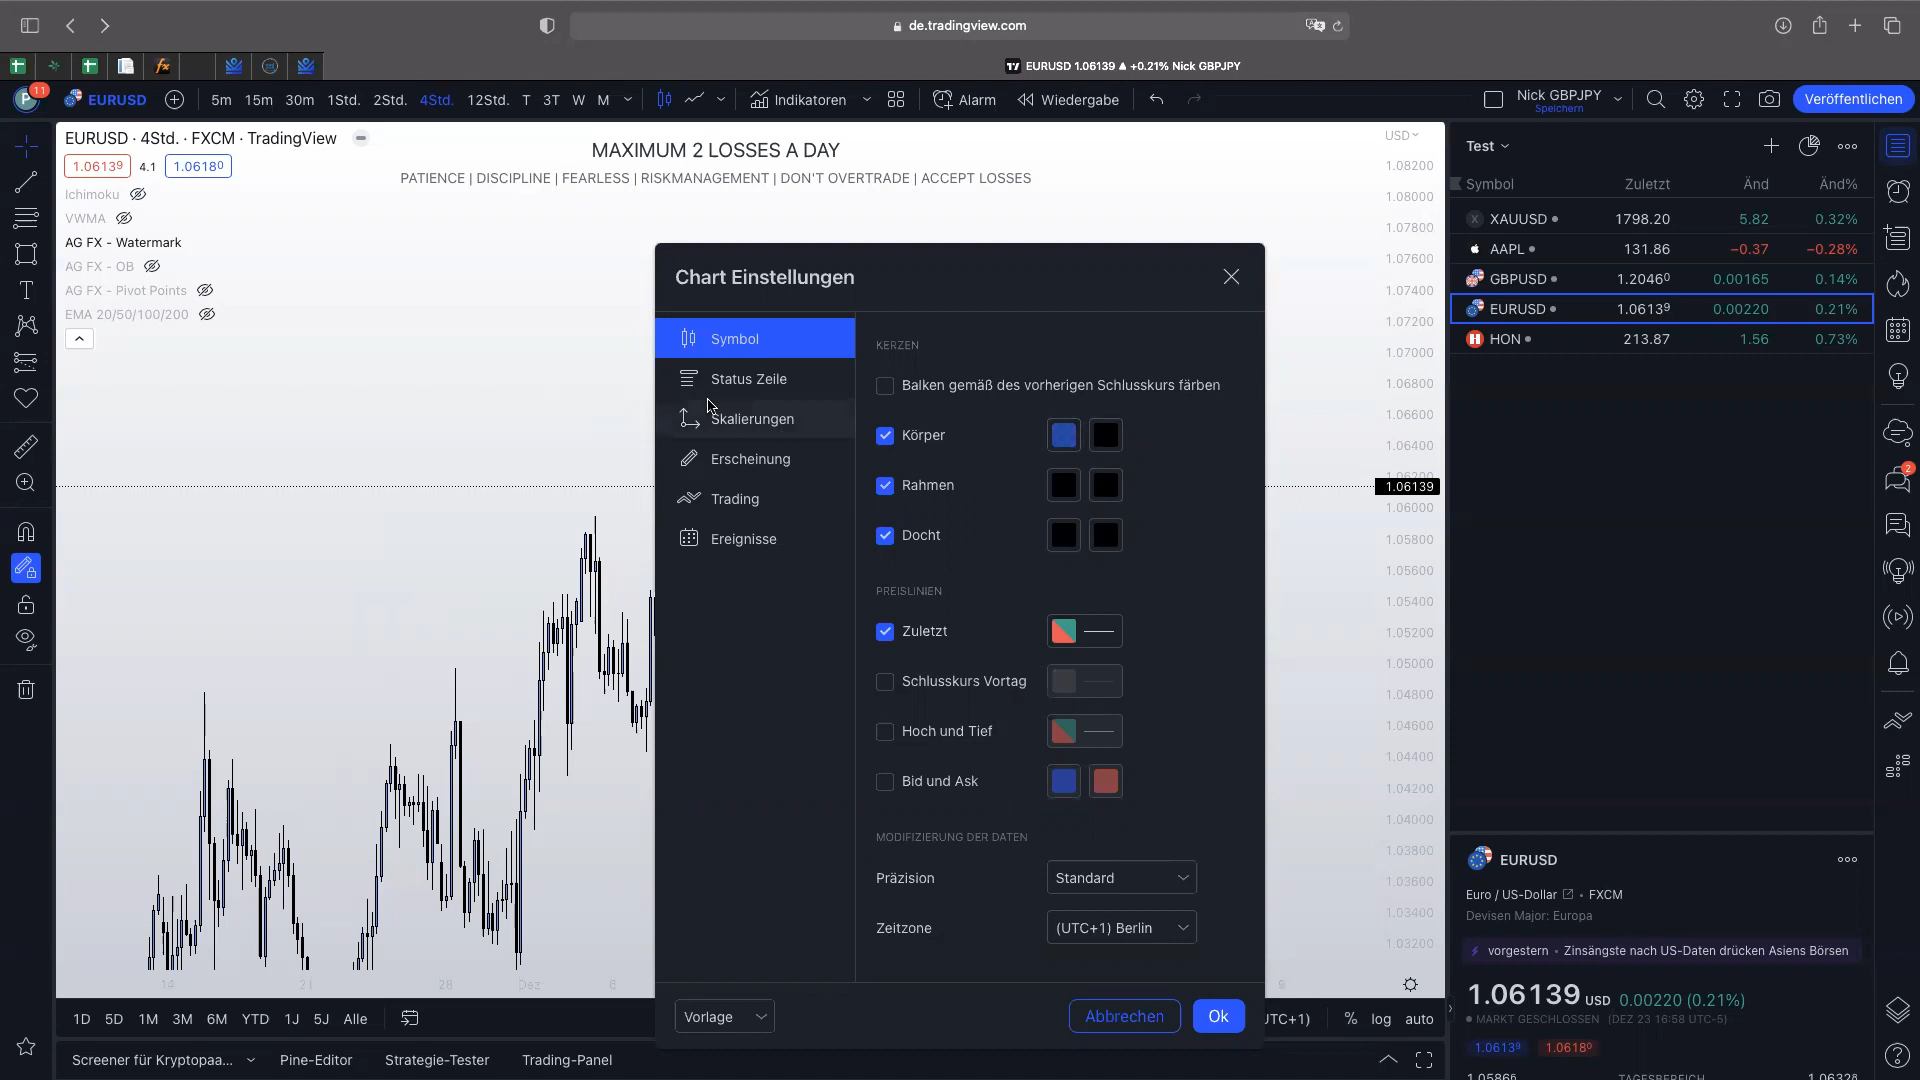 de.tradingview.com
EURUSD 1.06139 ▲ +0.21% Nick GBPJPY
P 11 EURUSD 5m 15m 30m 1Std. 2Std. 4Std. 12Std. T 3T W M Indikatoren Alarm Wiedergabe Nick GBPJPY Speichern Veröffentlichen
EURUSD · 4Std. · FXCM · TradingView
1.06139 4.1 1.06180
Ichimoku
VWMA
AG FX - Watermark
AG FX - OB
AG FX - Pivot Points
EMA 20/50/100/200
MAXIMUM 2 LOSSES A DAY
PATIENCE | DISCIPLINE | FEARLESS | RISKMANAGEMENT | DON'T OVERTRADE | ACCEPT LOSSES
USD
1.08200
1.08000
1.07800
1.07600
1.07400
1.07200
1.07000
1.06800
1.06600
1.06400
1.06139
1.06000
1.05800
1.05600
1.05400
1.05200
1.05000
1.04800
1.04600
1.04400
1.04200
1.04000
1.03800
1.03600
1.03400
1.03200
Chart Einstellungen
Symbol
Status Zeile
Skalierungen
Erscheinung
Trading
Ereignisse
KERZEN
Balken gemäß des vorherigen Schlusskurs färben
Körper
Rahmen
Docht
PREISLINIEN
Zuletzt
Schlusskurs Vortag
Hoch und Tief
Bid und Ask
MODIFIZIERUNG DER DATEN
Präzision Standard
Zeitzone (UTC+1) Berlin
Vorlage Abbrechen Ok
14 21 28 Dez 6 9
1D 5D 1M 3M 6M YTD 1J 5J Alle UTC+1) % log auto
Screener für Kryptopaa... Pine-Editor Strategie-Tester Trading-Panel
Test
Symbol Zuletzt Änd Änd%
XAUUSD 1798.20 5.82 0.32%
AAPL 131.86 −0.37 −0.28%
GBPUSD 1.20460 0.00165 0.14%
EURUSD 1.06139 0.00220 0.21%
HON 213.87 1.56 0.73%
2
EURUSD
Euro / US-Dollar • FXCM
Devisen Major: Europa
vorgestern • Zinsängste nach US-Daten drücken Asiens Börsen
1.06139 USD 0.00220 (0.21%)
MARKT GESCHLOSSEN (DEZ 23 16:58 UTC-5)
1.06139 1.06180
1.05866 TAGESBEREICH 1.06328